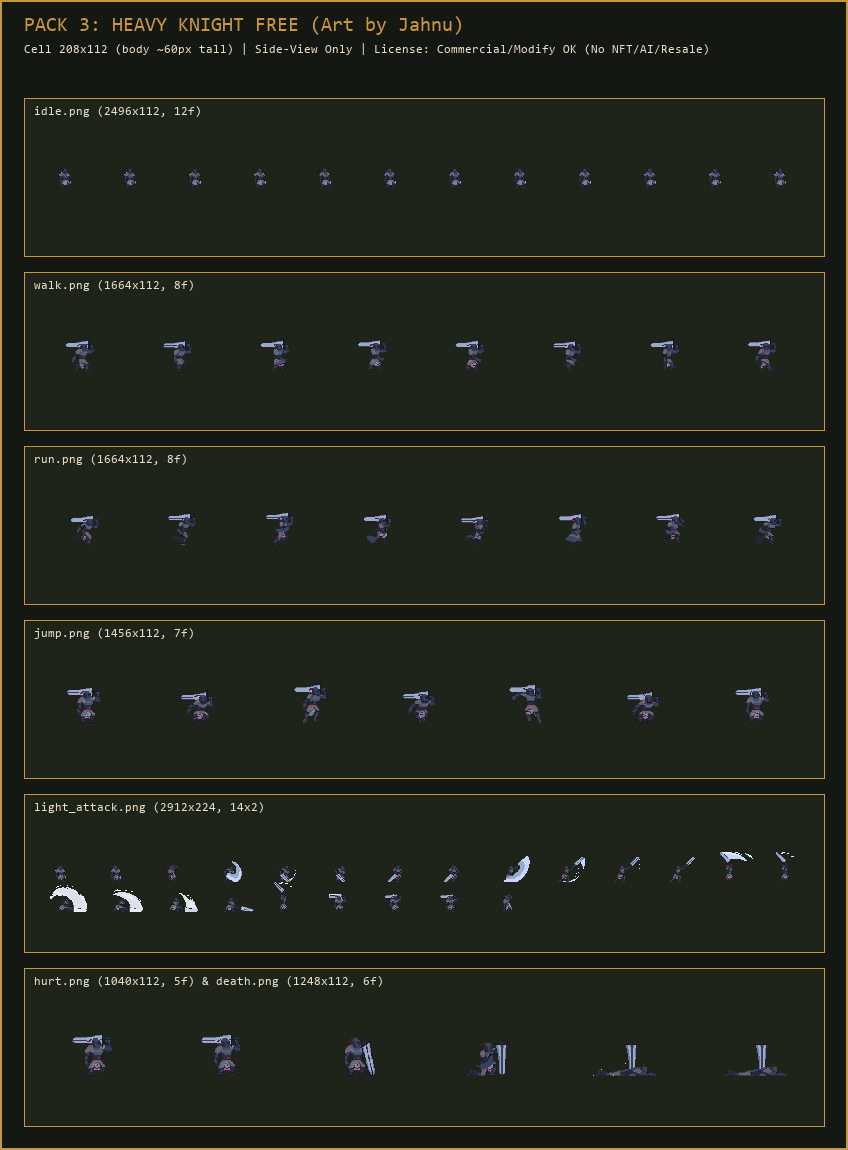 PACK 3: HEAVY KNIGHT FREE (Art by Jahnu)
Cell 208x112 (body ~60px tall) | Side-View Only | License: Commercial/Modify OK (No NFT/AI/Resale)
idle.png (2496x112, 12f)
walk.png (1664x112, 8f)
run.png (1664x112, 8f)
jump.png (1456x112, 7f)
light_attack.png (2912x224, 14x2)
hurt.png (1040x112, 5f) & death.png (1248x112, 6f)